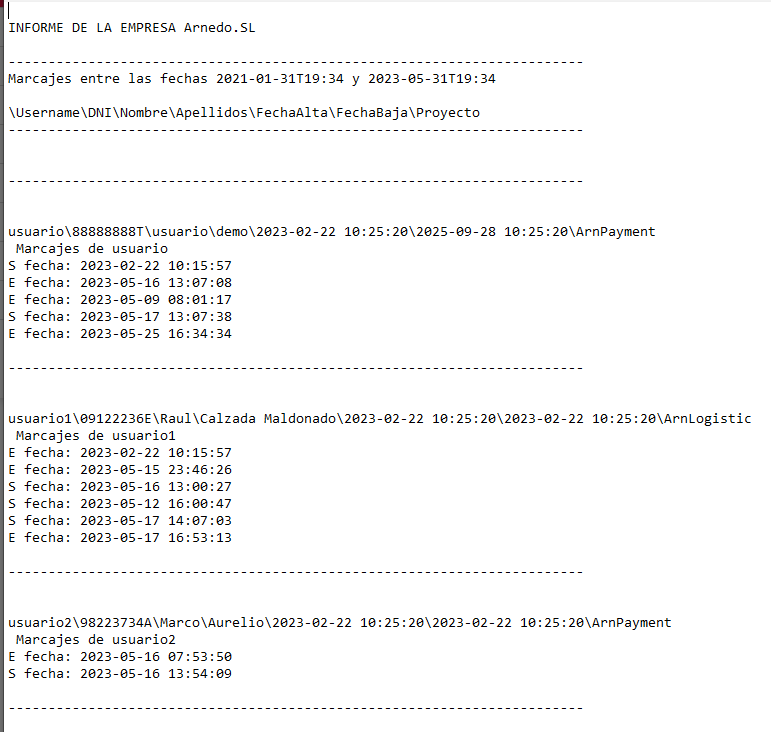 INFORME DE LA EMPRESA Arnedo.SL
------------------------------------------------------------------------
Marcajes entre las fechas 2021-01-31T19:34 y 2023-05-31T19:34
\Username\DNI\Nombre\Apellidos\FechaAlta\FechaBaja\Proyecto
------------------------------------------------------------------------
------------------------------------------------------------------------
usuario\88888888T\usuario\demo\2023-02-22 10:25:20\2025-09-28 10:25:20\ArnPayment
Marcajes de usuario
S fecha: 2023-02-22 10:15:57
E fecha: 2023-05-16 13:07:08
E fecha: 2023-05-09 08:01:17
S fecha: 2023-05-17 13:07:38
E fecha: 2023-05-25 16:34:34
------------------------------------------------------------------------
usuario1\09122236E\Raul\Calzada Maldonado\2023-02-22 10:25:20\2023-02-22 10:25:20\ArnLogistic
Marcajes de usuario1
E fecha: 2023-02-22 10:15:57
E fecha: 2023-05-15 23:46:26
S fecha: 2023-05-16 13:00:27
S fecha: 2023-05-12 16:00:47
S fecha: 2023-05-17 14:07:03
E fecha: 2023-05-17 16:53:13
------------------------------------------------------------------------
usuario2\98223734A\Marco\Aurelio\2023-02-22 10:25:20\2023-02-22 10:25:20\ArnPayment
Marcajes de usuario2
E fecha: 2023-05-16 07:53:50
S fecha: 2023-05-16 13:54:09
------------------------------------------------------------------------